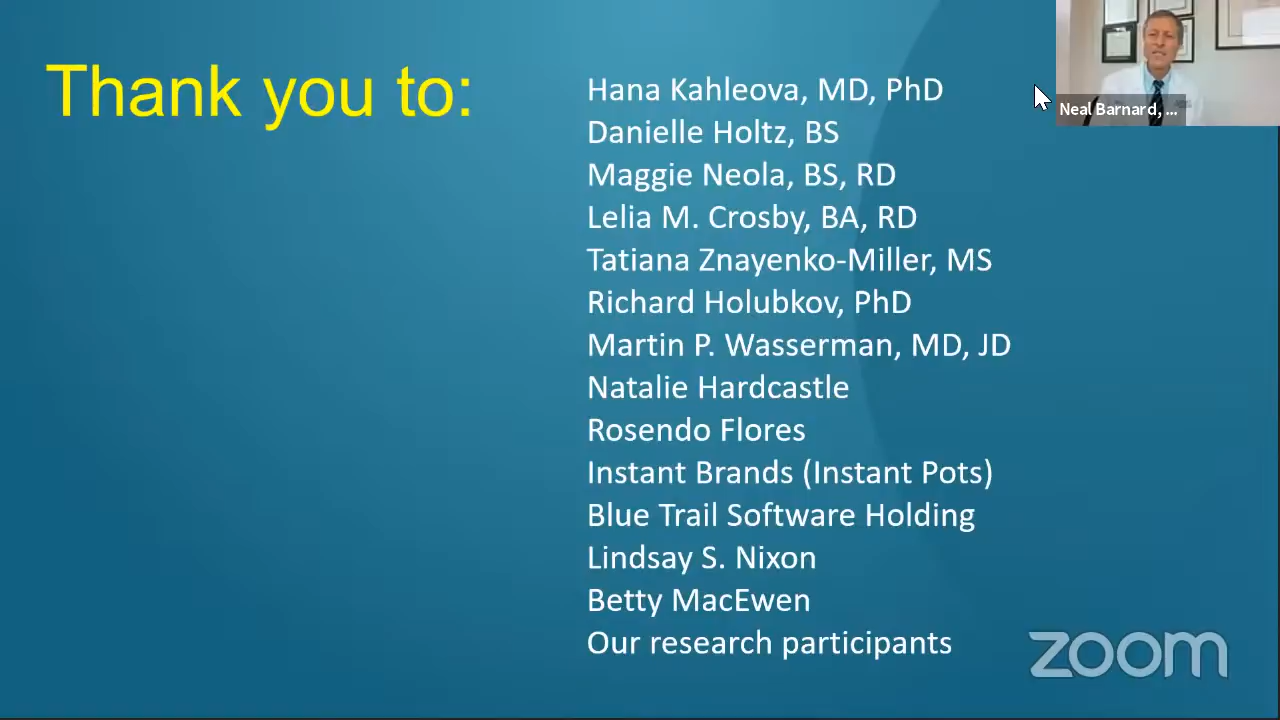 Thank you to:
Hana Kahleova, MD, PhD
Danielle Holtz, BS
Maggie Neola, BS, RD
Lelia M. Crosby, BA, RD
Tatiana Znayenko-Miller, MS
Richard Holubkov, PhD
Martin P. Wasserman, MD, JD
Natalie Hardcastle
Rosendo Flores
Instant Brands (Instant Pots)
Blue Trail Software Holding
Lindsay S. Nixon
Betty MacEwen
Our research participants
Neal Barnard, ...
zoom